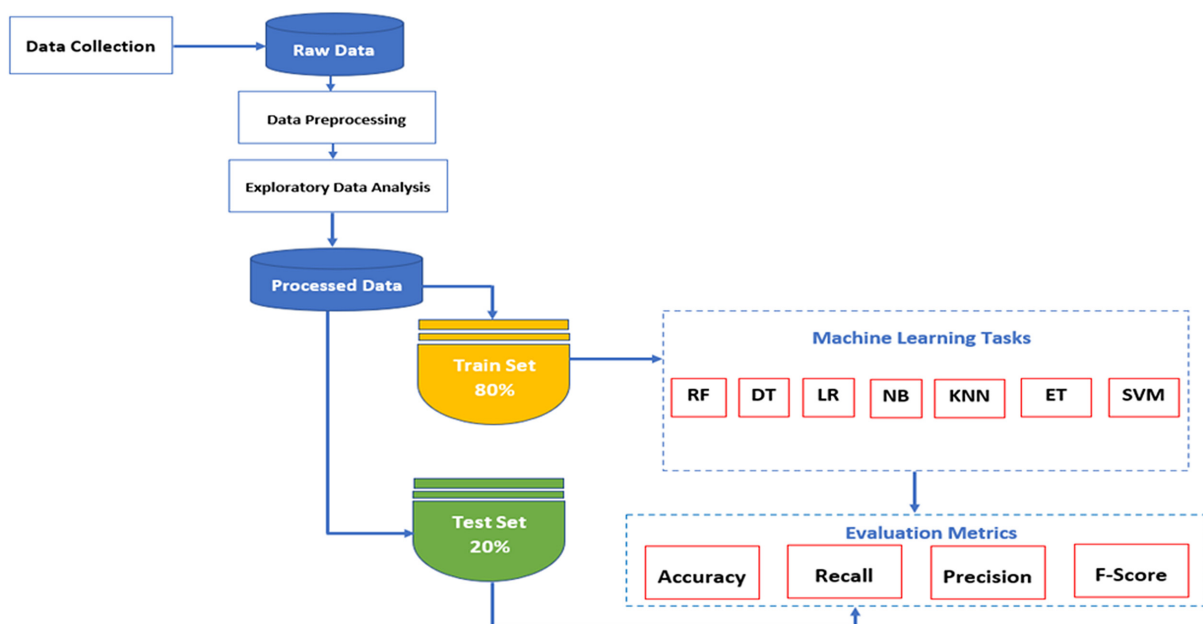 Data Collection
Raw Data
Data Preprocessing
Exploratory Data Analysis
Processed Data
Train Set
80%
Machine Learning Tasks
RF DT LR NB KNN ET SVM
Test Set
20%
Evaluation Metrics
Accuracy Recall Precision F-Score